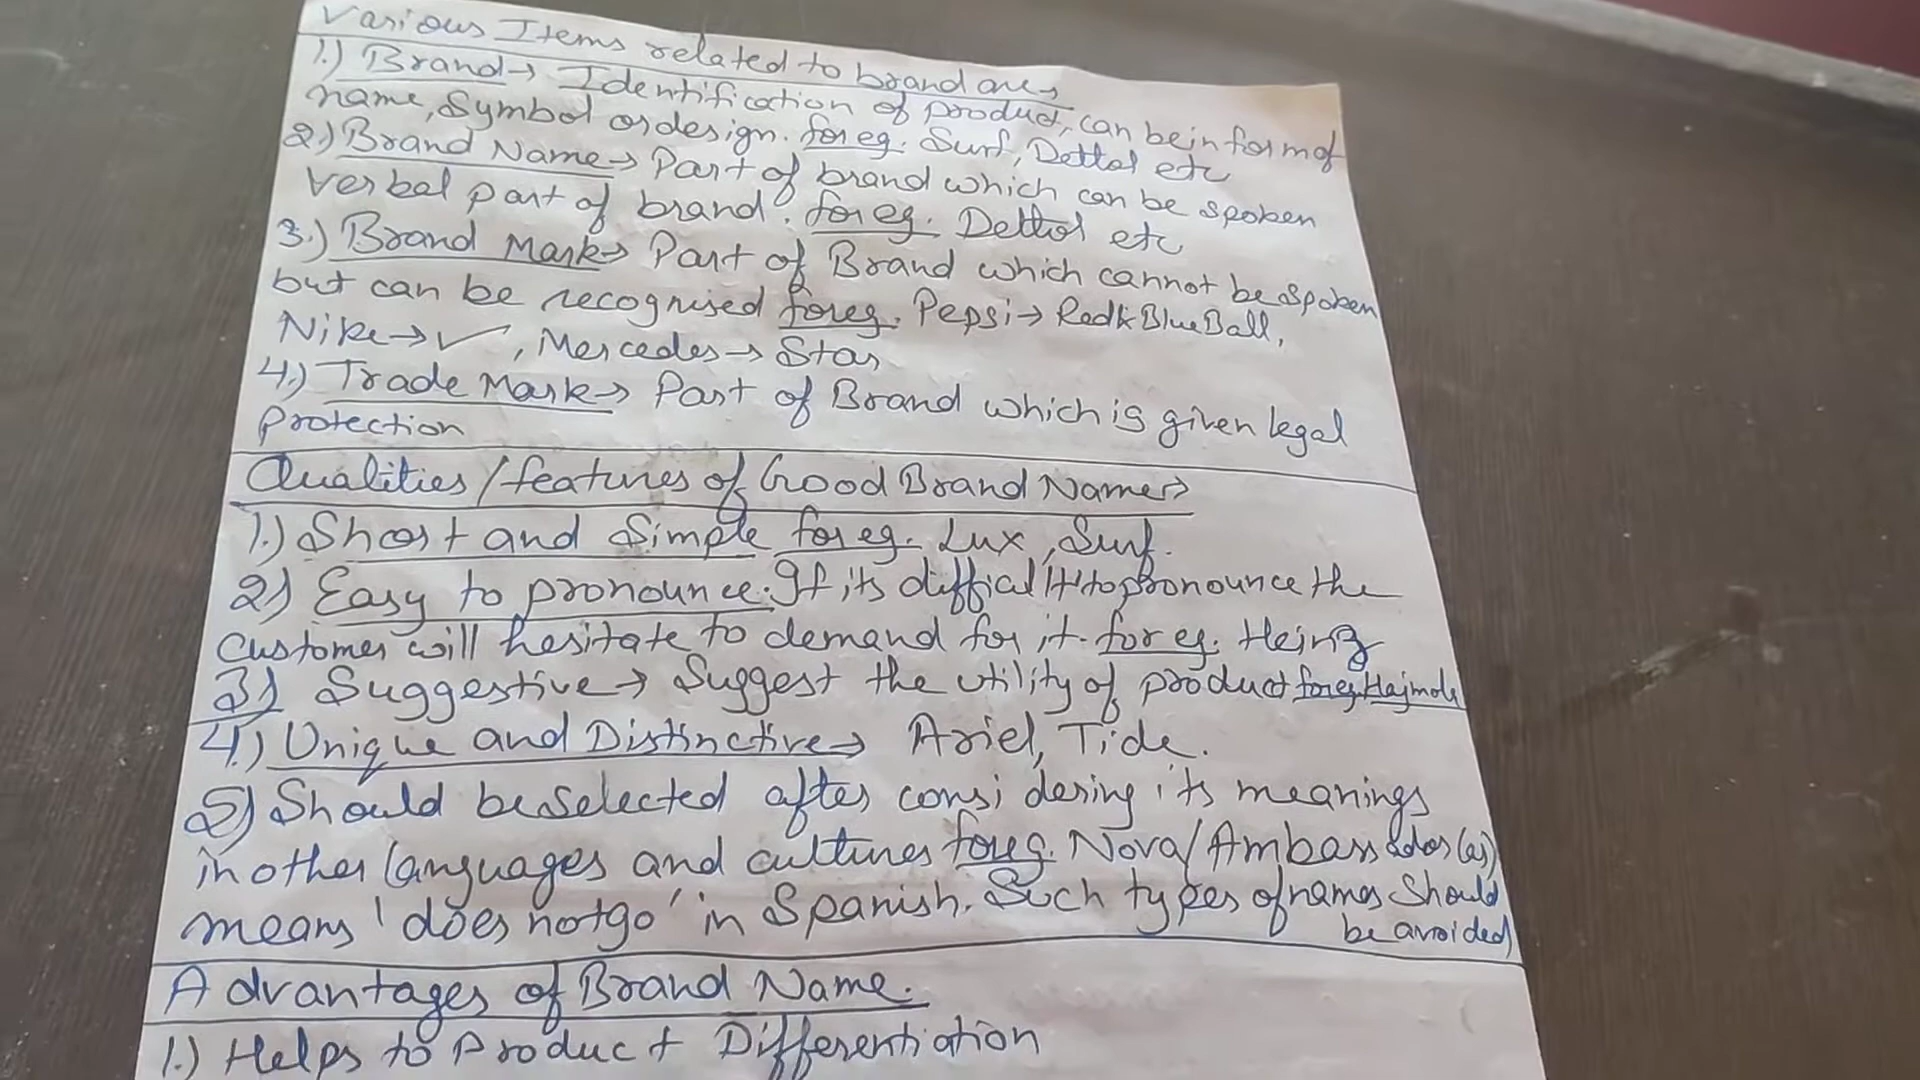 Various Items related to brand are→
1.) Brand→ Identification of product, can be in form of
name, Symbol or design. for eg. Surf, Dettol etc
2.) Brand Name→ Part of brand which can be spoken
Verbal part of brand. for eg. Dettol etc
3.) Brand Mark→ Part of Brand which cannot be spoken
but can be recognised for eg. Pepsi→ Red & Blue Ball,
Nike→ ✓, Mercedes→ Star
4.) Trade Mark→ Part of Brand which is given legal
protection
Qualities/features of Good Brand Name→
1.) Short and Simple for eg. Lux, Surf.
2) Easy to pronounce. If its difficult to pronounce the
customer will hesitate to demand for it. for eg. Heinz
3) Suggestive→ Suggest the utility of product for eg. Hajmola
4.) Unique and Distinctive→ Ariel, Tide.
5) Should be Selected after considering its meanings
in other languages and cultures for eg. Nova/Ambassador (as)
means 'does not go' in Spanish. Such types of names Should
be avoided
Advantages of Brand Name.
1.) Helps to Product Differentiation